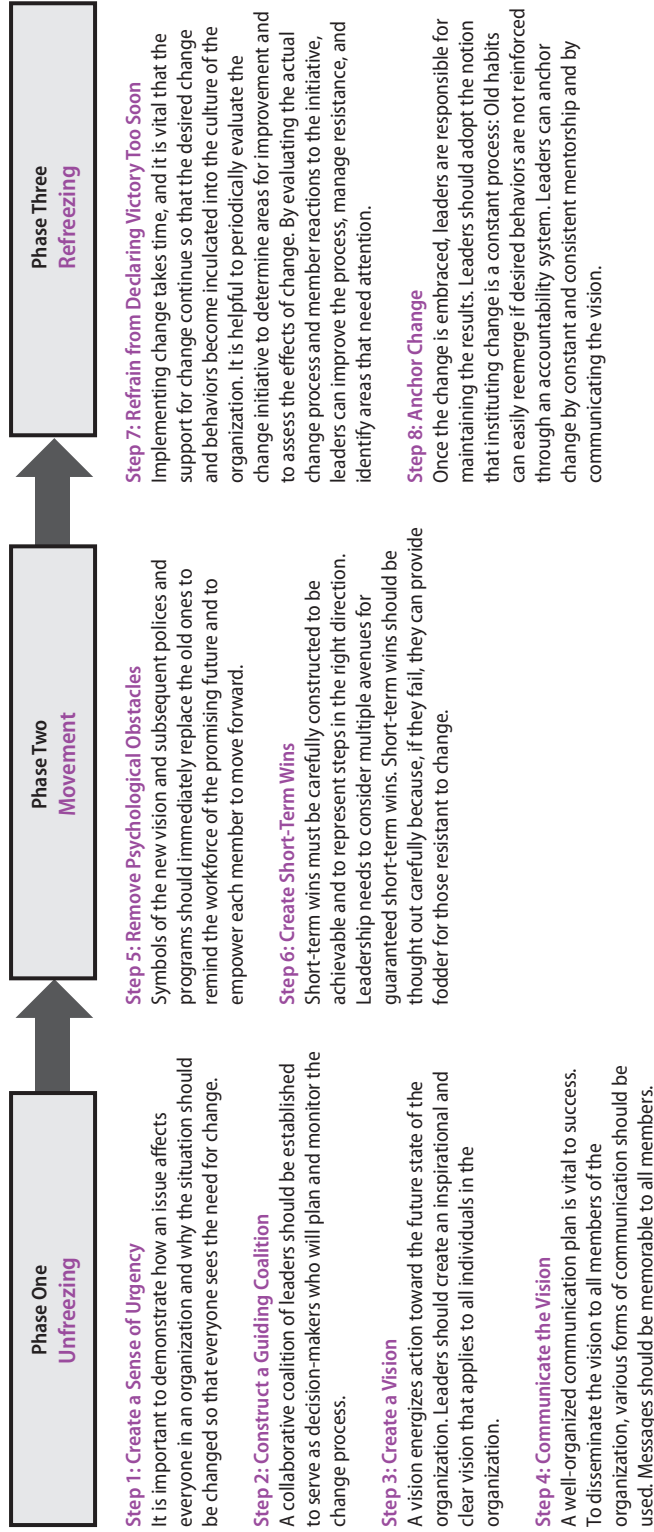 Phase One
Unfreezing
Step 1: Create a Sense of Urgency
It is important to demonstrate how an issue affects
everyone in an organization and why the situation should
be changed so that everyone sees the need for change.
Step 2: Construct a Guiding Coalition
A collaborative coalition of leaders should be established
to serve as decision-makers who will plan and monitor the
change process.
Step 3: Create a Vision
A vision energizes action toward the future state of the
organization. Leaders should create an inspirational and
clear vision that applies to all individuals in the
organization.
Step 4: Communicate the Vision
A well-organized communication plan is vital to success.
To disseminate the vision to all members of the
organization, various forms of communication should be
used. Messages should be memorable to all members.
Phase Two
Movement
Step 5: Remove Psychological Obstacles
Symbols of the new vision and subsequent polices and
programs should immediately replace the old ones to
remind the workforce of the promising future and to
empower each member to move forward.
Step 6: Create Short-Term Wins
Short-term wins must be carefully constructed to be
achievable and to represent steps in the right direction.
Leadership needs to consider multiple avenues for
guaranteed short-term wins. Short-term wins should be
thought out carefully because, if they fail, they can provide
fodder for those resistant to change.
Phase Three
Refreezing
Step 7: Refrain from Declaring Victory Too Soon
Implementing change takes time, and it is vital that the
support for change continue so that the desired change
and behaviors become inculcated into the culture of the
organization. It is helpful to periodically evaluate the
change initiative to determine areas for improvement and
to assess the effects of change. By evaluating the actual
change process and member reactions to the initiative,
leaders can improve the process, manage resistance, and
identify areas that need attention.
Step 8: Anchor Change
Once the change is embraced, leaders are responsible for
maintaining the results. Leaders should adopt the notion
that instituting change is a constant process: Old habits
can easily reemerge if desired behaviors are not reinforced
through an accountability system. Leaders can anchor
change by constant and consistent mentorship and by
communicating the vision.